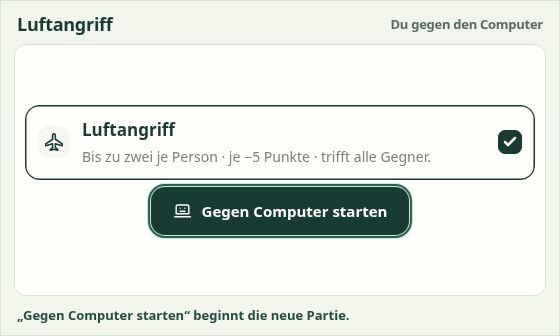 Luftangriff
Du gegen den Computer
Luftangriff
Bis zu zwei je Person · je −5 Punkte · trifft alle Gegner.
Gegen Computer starten
„Gegen Computer starten“ beginnt die neue Partie.